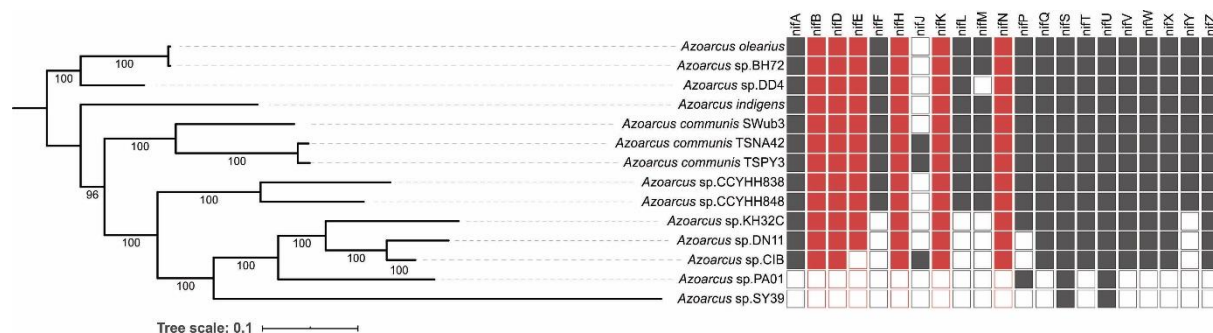 nifA nifB nifD nifE nifF nifH nifJ nifK nifL nifM nifN nifP nifQ nifS nifT nifU nifV nifW nifX nifY nifZ
Azoarcus olearius
100
Azoarcus sp.BH72
100
Azoarcus sp.DD4
Azoarcus indigens
Azoarcus communis SWub3
100
Azoarcus communis TSNA42
100
Azoarcus communis TSPY3
Azoarcus sp.CCYHH838
96
Azoarcus sp.CCYHH848
100
Azoarcus sp.KH32C
100
100
Azoarcus sp.DN11
100
Azoarcus sp.CIB
100
100
Azoarcus sp.PA01
100
Azoarcus sp.SY39
Tree scale: 0.1